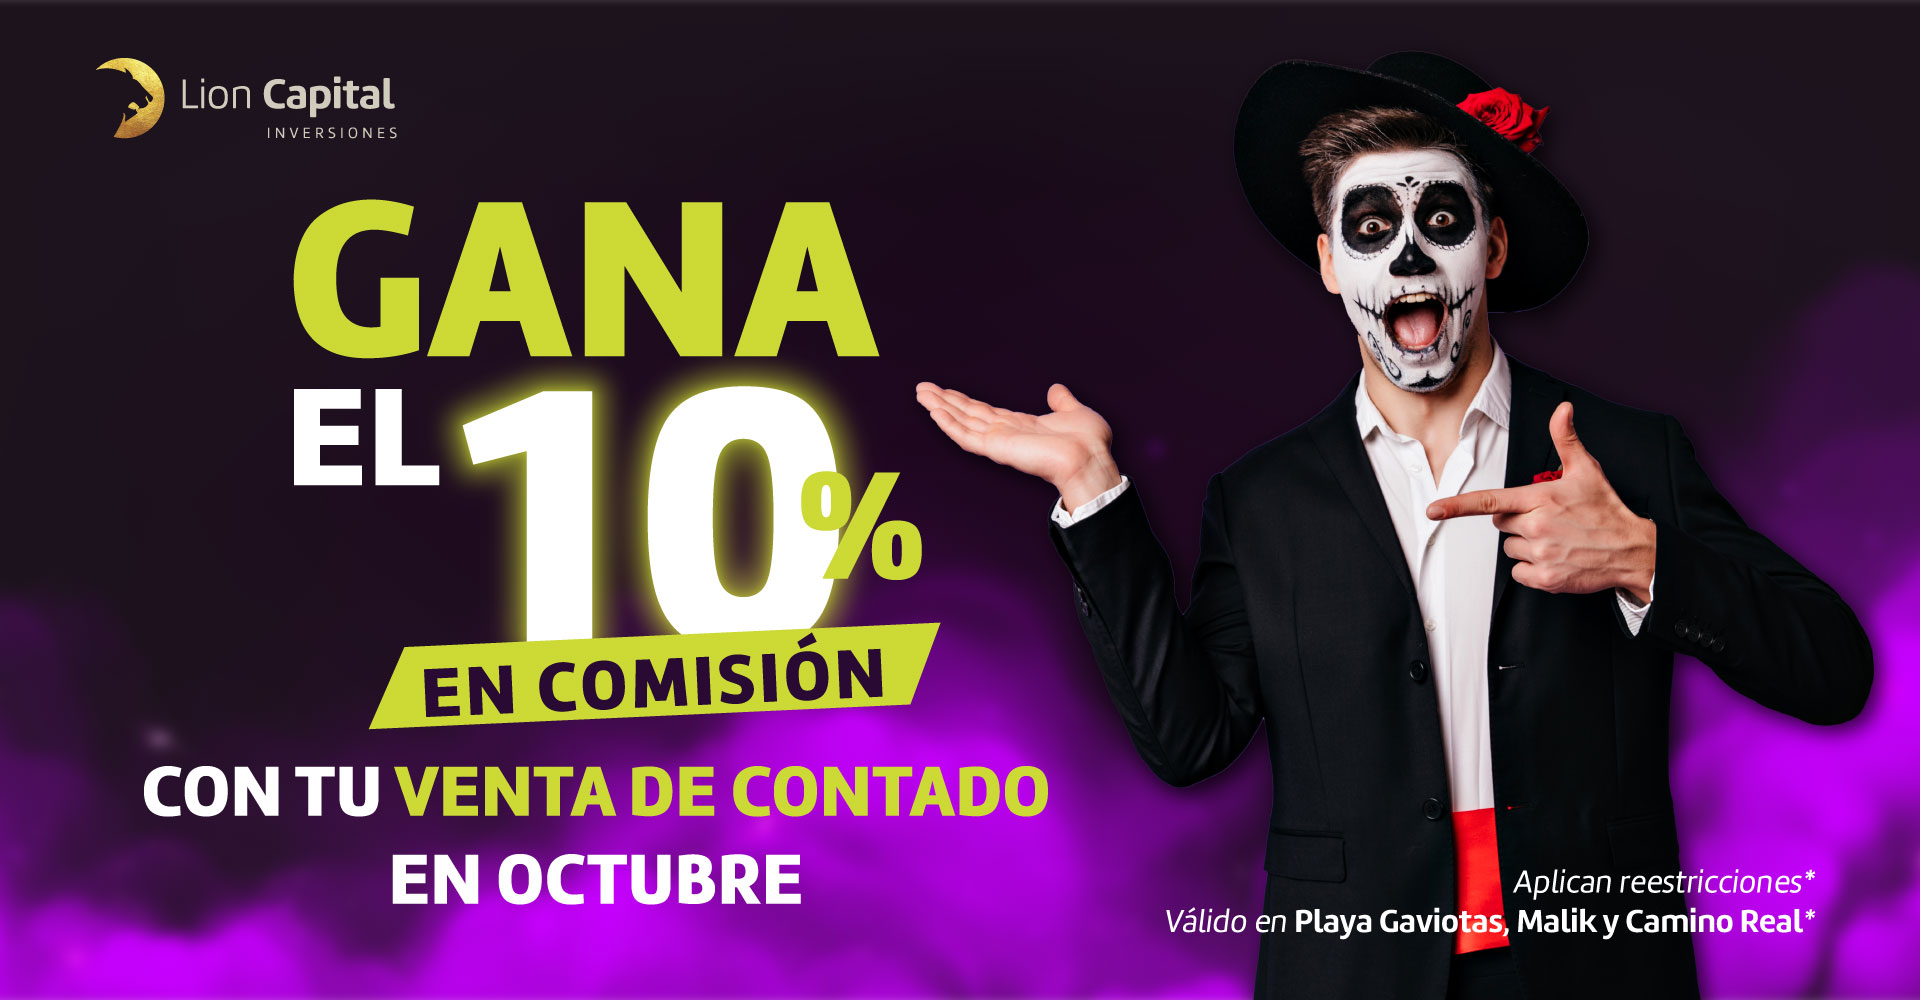 Lion Capital
INVERSIONES
GANA
EL 10%
EN COMISIÓN
CON TU VENTA DE CONTADO
EN OCTUBRE
Aplican reestricciones*
Válido en Playa Gaviotas, Malik y Camino Real*